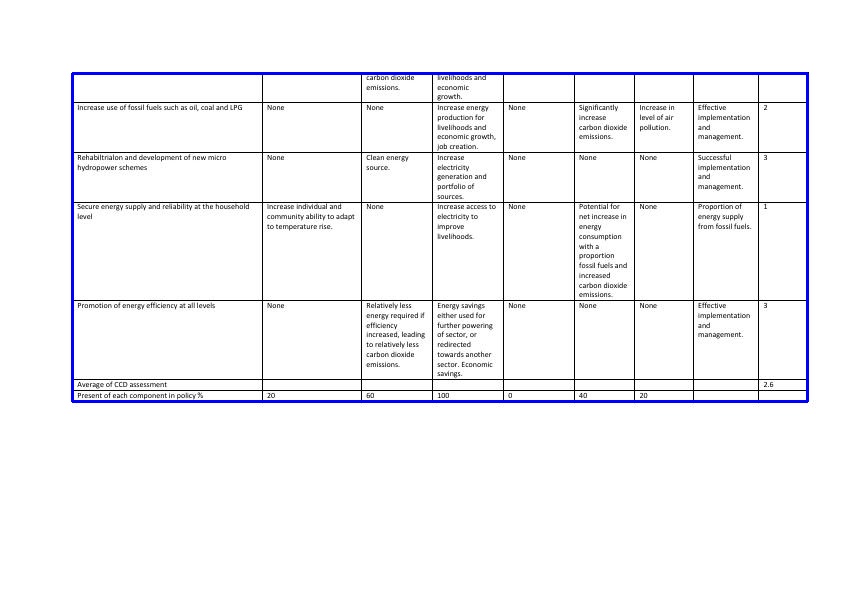 carbon dioxide
emissions.
livelihoods and
economic
growth.
Increase use of fossil fuels such as oil, coal and LPG
None
None
Increase energy
production for
livelihoods and
economic growth,
job creation.
None
Significantly
increase
carbon dioxide
emissions.
Increase in
level of air
pollution.
Effective
implementation
and
management.
2
Rehabiltrialon and development of new micro
hydropower schemes
None
Clean energy
source.
Increase
electricity
generation and
portfolio of
sources.
None
None
None
Successful
implementation
and
management.
3
Secure energy supply and reliability at the household
level
Increase individual and
community ability to adapt
to temperature rise.
None
Increase access to
electricity to
improve
livelihoods.
None
Potential for
net increase in
energy
consumption
with a
proportion
fossil fuels and
increased
carbon dioxide
emissions.
None
Proportion of
energy supply
from fossil fuels.
1
Promotion of energy efficiency at all levels
None
Relatively less
energy required if
efficiency
increased, leading
to relatively less
carbon dioxide
emissions.
Energy savings
either used for
further powering
of sector, or
redirected
towards another
sector. Economic
savings.
None
None
None
Effective
implementation
and
management.
3
Average of CCD assessment
2.6
Present of each component in policy %
20
60
100
0
40
20